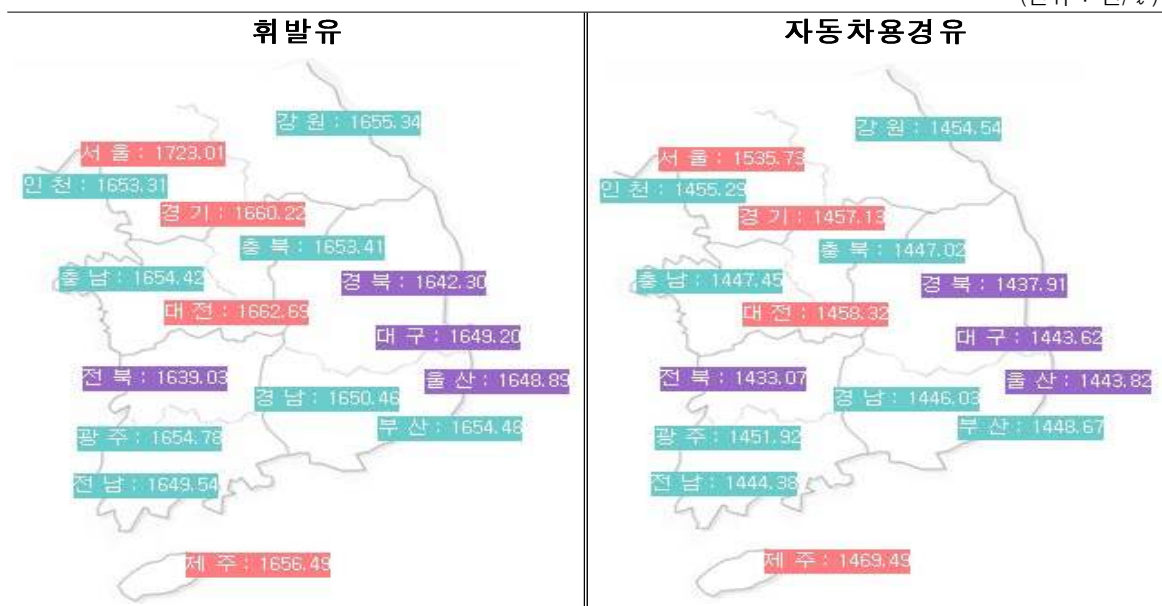 휘발유
강 원 : 1655.34
서 울 : 1723.01
인 천 : 1653.31
경 기 : 1660.22
충 북 : 1653.41
충 남 : 1654.42
경 북 : 1642.30
대 전 : 1662.69
대 구 : 1649.20
전 북 : 1639.03
울 산 : 1648.89
경 남 : 1650.46
부 산 : 1654.48
광 주 : 1654.78
전 남 : 1649.54
제 주 : 1656.49
자동차용경유
강 원 : 1454.54
서 울 : 1535.73
인 천 : 1455.29
경 기 : 1457.13
충 북 : 1447.02
충 남 : 1447.45
경 북 : 1437.91
대 전 : 1458.32
대 구 : 1443.62
전 북 : 1433.07
울 산 : 1443.82
경 남 : 1446.03
부 산 : 1448.67
광 주 : 1451.92
전 남 : 1444.38
제 주 : 1469.49